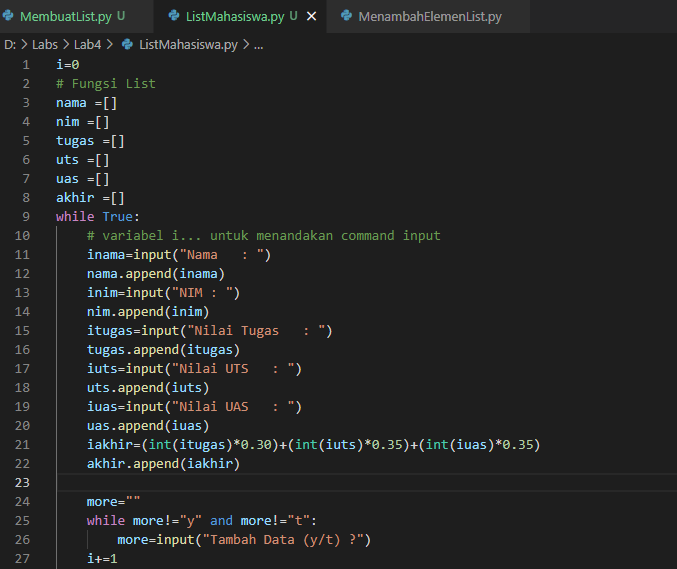 MembuatList.py U ListMahasiswa.py U MenambahElemenList.py
D: > Labs > Lab4 > ListMahasiswa.py > ...
1 i=0
2 # Fungsi List
3 nama =[]
4 nim =[]
5 tugas =[]
6 uts =[]
7 uas =[]
8 akhir =[]
9 while True:
10     # variabel i... untuk menandakan command input
11     inama=input("Nama   : ")
12     nama.append(inama)
13     inim=input("NIM : ")
14     nim.append(inim)
15     itugas=input("Nilai Tugas   : ")
16     tugas.append(itugas)
17     iuts=input("Nilai UTS   : ")
18     uts.append(iuts)
19     iuas=input("Nilai UAS   : ")
20     uas.append(iuas)
21     iakhir=(int(itugas)*0.30)+(int(iuts)*0.35)+(int(iuas)*0.35)
22     akhir.append(iakhir)
23
24     more=""
25     while more!="y" and more!="t":
26         more=input("Tambah Data (y/t) ?")
27     i+=1